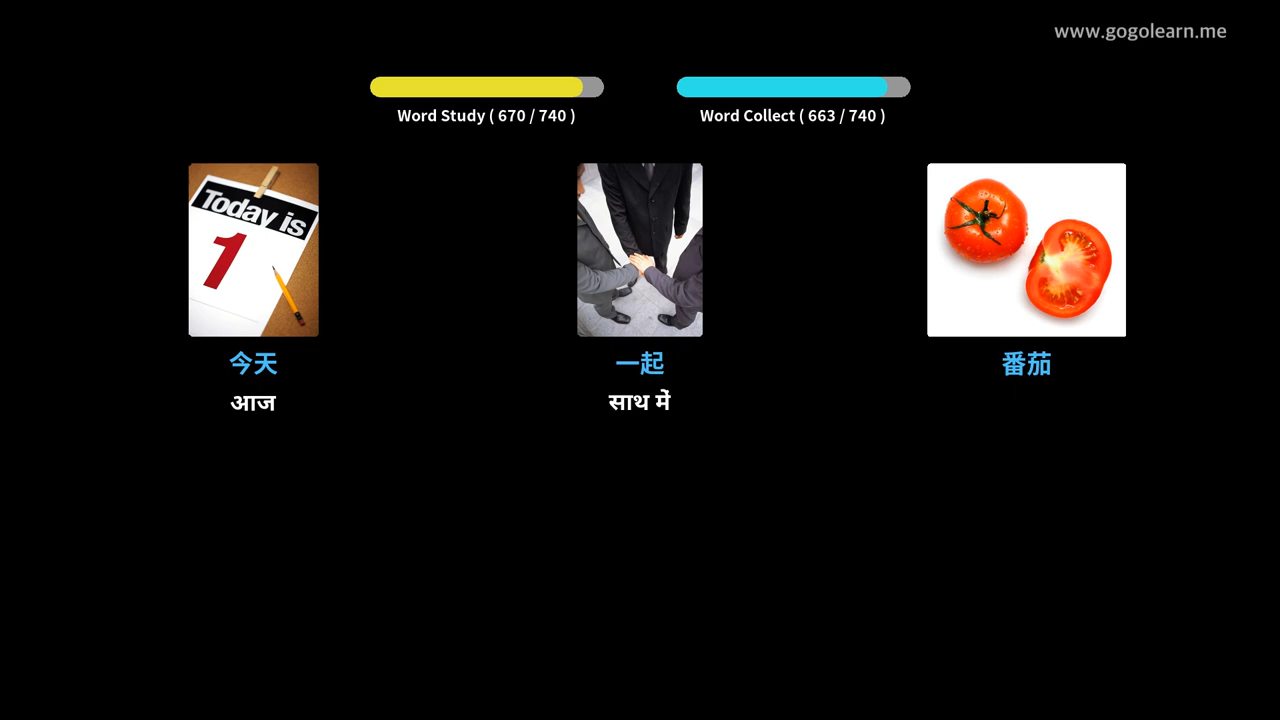 www.gogolearn.me
Word Study ( 670 / 740 )
Word Collect ( 663 / 740 )
Today is
1
今天
一起
番茄
आज
साथ में